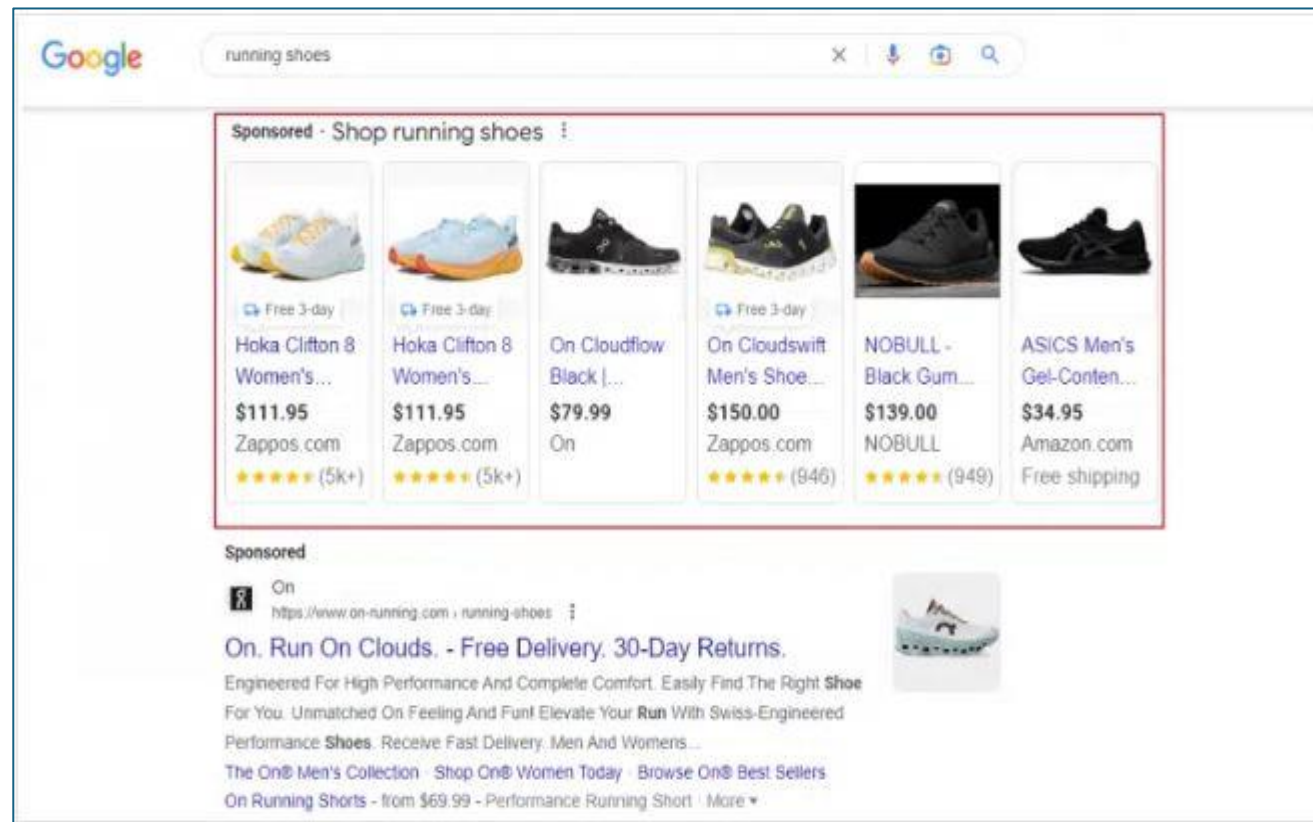 Google
running shoes
Sponsored · Shop running shoes
Free 3-day
Hoka Clifton 8
Women's...
$111.95
Zappos.com
(5k+)
Free 3-day
Hoka Clifton 8
Women's...
$111.95
Zappos.com
(5k+)
On Cloudflow
Black |...
$79.99
On
Free 3-day
On Cloudswift
Men's Shoe...
$150.00
Zappos.com
(946)
NOBULL -
Black Gum...
$139.00
NOBULL
(949)
ASICS Men's
Gel-Conten...
$34.95
Amazon.com
Free shipping
Sponsored
On
https://www.on-running.com › running-shoes
On. Run On Clouds. - Free Delivery. 30-Day Returns.
Engineered For High Performance And Complete Comfort. Easily Find The Right Shoe
For You. Unmatched On Feeling And Fun! Elevate Your Run With Swiss-Engineered
Performance Shoes. Receive Fast Delivery. Men And Womens...
The On® Men's Collection · Shop On® Women Today · Browse On® Best Sellers
On Running Shorts - from $69.99 - Performance Running Short · More ▾